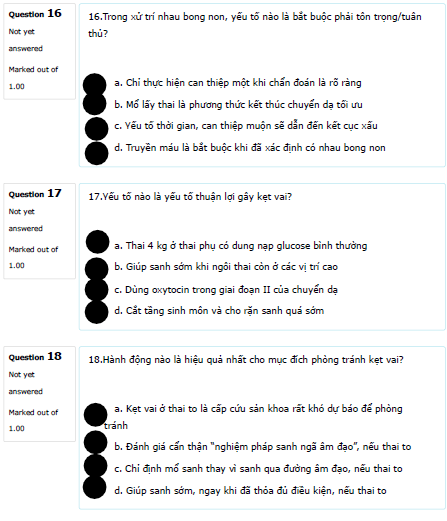 Question 16
Not yet
answered
Marked out of
1.00
16.Trong xử trí nhau bong non, yếu tố nào là bắt buộc phải tôn trọng/tuân
thủ?
a. Chỉ thực hiện can thiệp một khi chẩn đoán là rõ ràng
b. Mổ lấy thai là phương thức kết thúc chuyển dạ tối ưu
c. Yếu tố thời gian, can thiệp muộn sẽ dẫn đến kết cục xấu
d. Truyền máu là bắt buộc khi đã xác định có nhau bong non
Question 17
Not yet
answered
Marked out of
1.00
17.Yếu tố nào là yếu tố thuận lợi gây kẹt vai?
a. Thai 4 kg ở thai phụ có dung nạp glucose bình thường
b. Giúp sanh sớm khi ngôi thai còn ở các vị trí cao
c. Dùng oxytocin trong giai đoạn II của chuyển dạ
d. Cắt tầng sinh môn và cho rặn sanh quá sớm
Question 18
Not yet
answered
Marked out of
1.00
18.Hành động nào là hiệu quả nhất cho mục đích phòng tránh kẹt vai?
a. Kẹt vai ở thai to là cấp cứu sản khoa rất khó dự báo để phòng
tránh
b. Đánh giá cẩn thận "nghiệm pháp sanh ngã âm đạo", nếu thai to
c. Chỉ định mổ sanh thay vì sanh qua đường âm đạo, nếu thai to
d. Giúp sanh sớm, ngay khi đã thỏa đủ điều kiện, nếu thai to